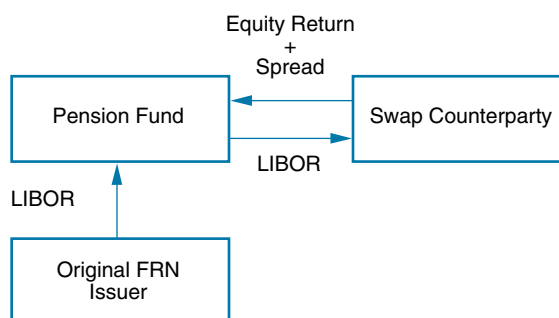 Equity Return
+
Spread
Pension Fund
Swap Counterparty
LIBOR
LIBOR
Original FRN
Issuer